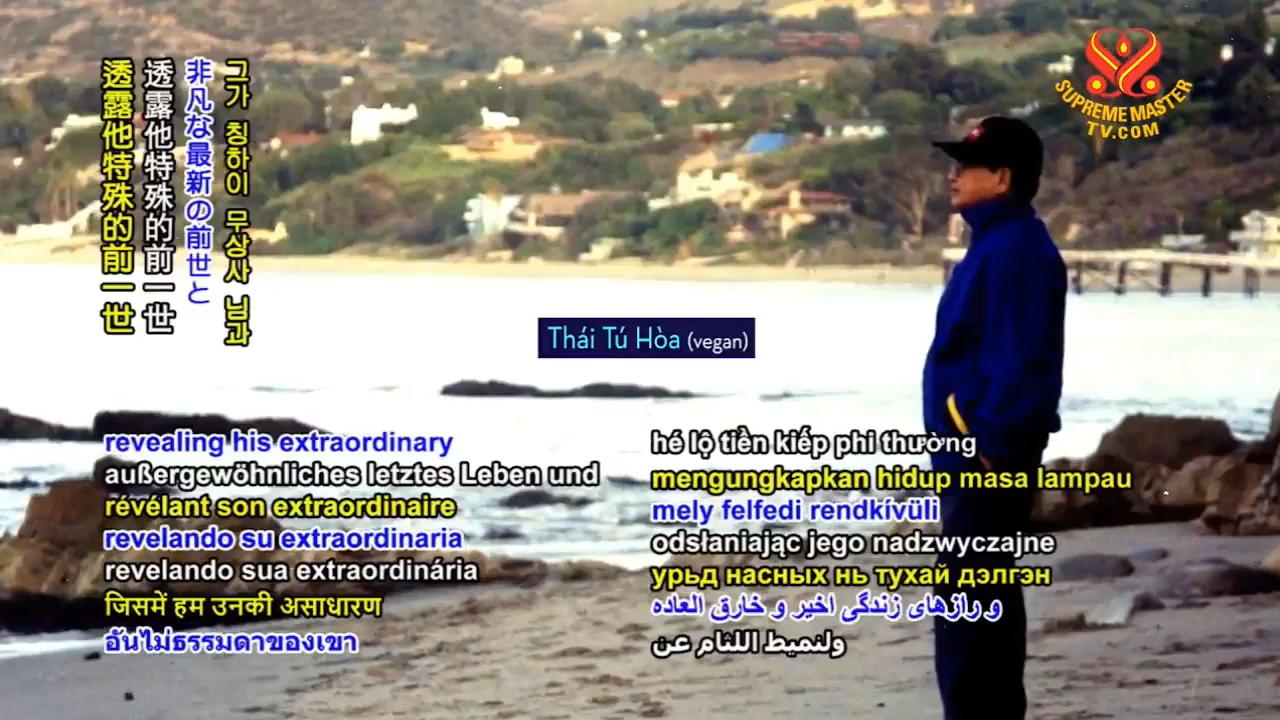 SUPREME MASTER
TV.COM
透露他特殊的前一世
透露他特殊的前一世
非凡な最新の前世と
그가 칭하이 무상사 님과
Thái Tú Hòa (vegan)
revealing his extraordinary
außergewöhnliches letztes Leben und
révélant son extraordinaire
revelando su extraordinaria
revelando sua extraordinária
जिसमें हम उनकी असाधारण
อันไม่ธรรมดาของเขา
hé lộ tiền kiếp phi thường
mengungkapkan hidup masa lampau
mely felfedi rendkívüli
odsłaniając jego nadzwyczajne
урьд насных нь тухай дэлгэн
و رازهای زندگی اخیر و خارق العاده
ولنميط اللثام عن